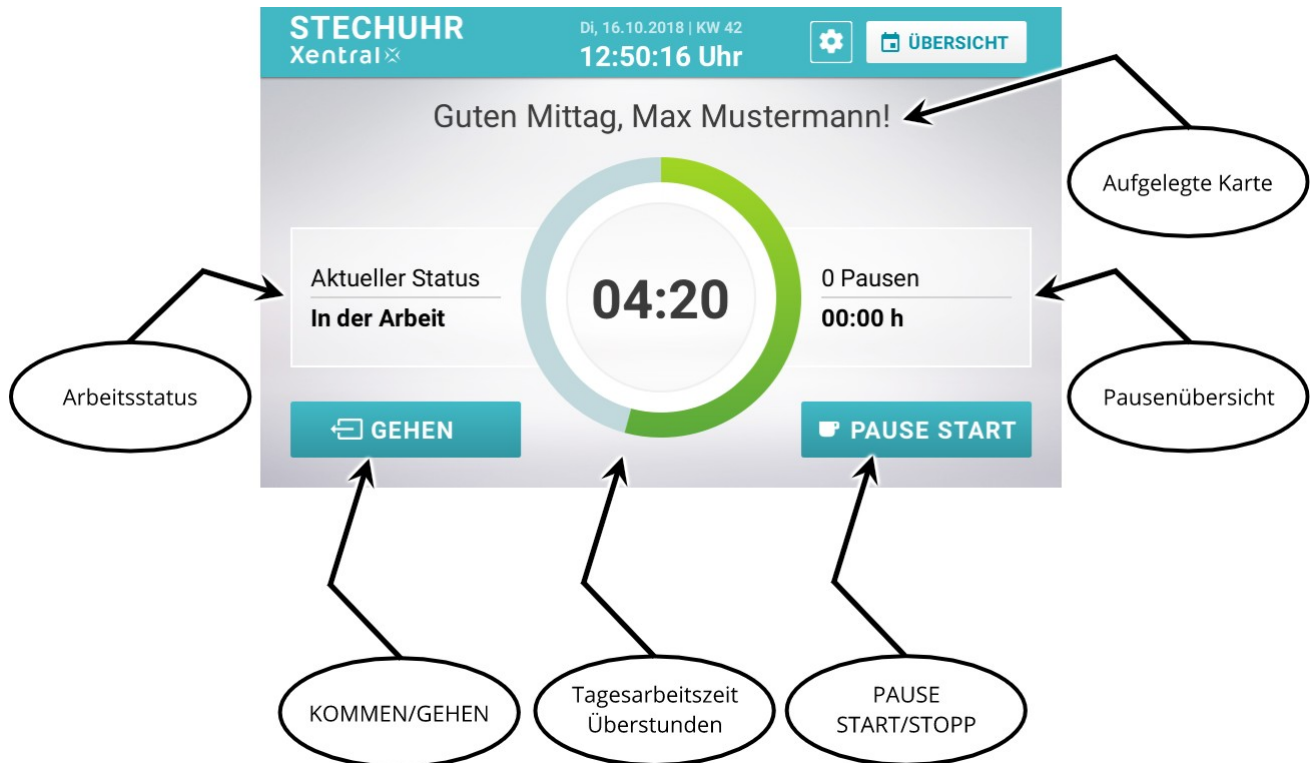 STECHUHR
Xentral
Di, 16.10.2018 | KW 42
12:50:16 Uhr
ÜBERSICHT
Guten Mittag, Max Mustermann!
Aufgelegte Karte
Aktueller Status
In der Arbeit
04:20
0 Pausen
00:00 h
Arbeitsstatus
Pausenübersicht
GEHEN
PAUSE START
KOMMEN/GEHEN
Tagesarbeitszeit
Überstunden
PAUSE
START/STOPP